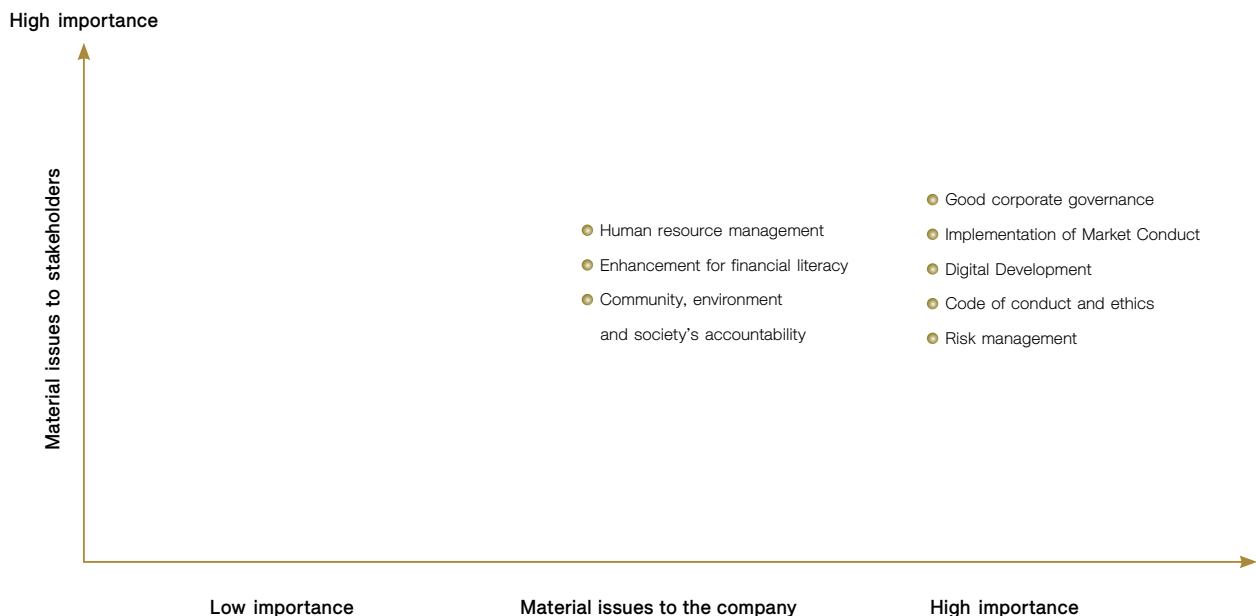 High importance
Material issues to stakeholders
Human resource management
Enhancement for financial literacy
Community, environment
and society's accountability
Good corporate governance
Implementation of Market Conduct
Digital Development
Code of conduct and ethics
Risk management
Low importance
Material issues to the company
High importance